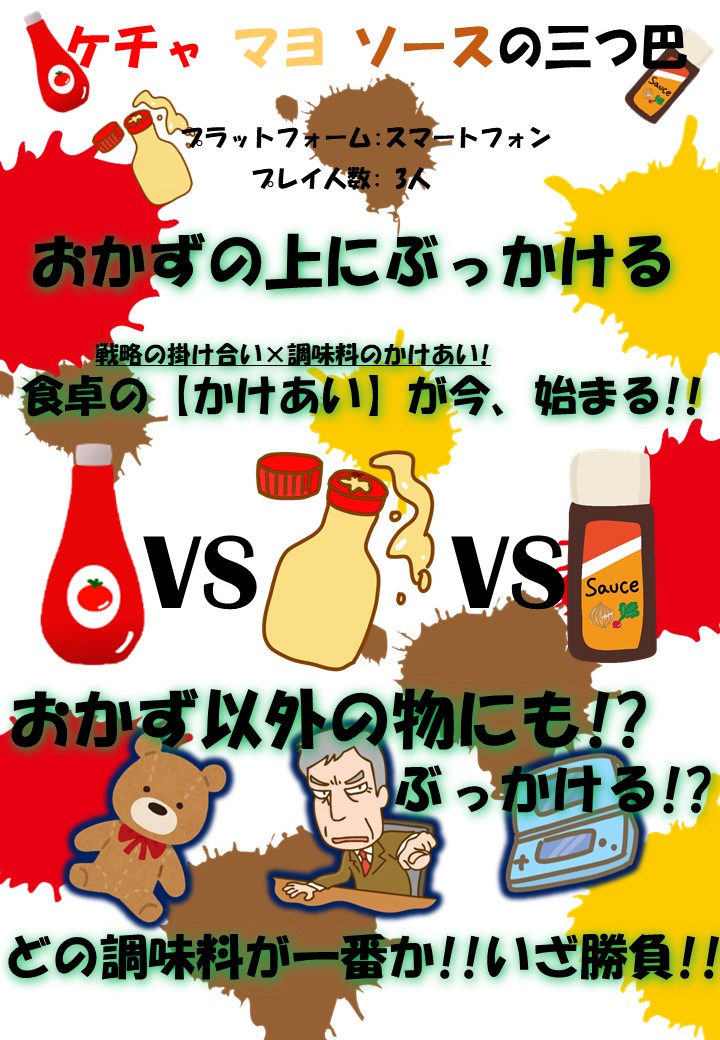 ケチャ マヨ ソースの三つ巴
Sauce
プラットフォーム:スマートフォン
プレイ人数: 3人
おかずの上にぶっかける
戦略の掛け合い×調味料のかけあい!
食卓の【かけあい】が今、始まる!!
VS
VS
Sauce
おかず以外の物にも!?
ぶっかける!?
どの調味料が一番か!!いざ勝負!!